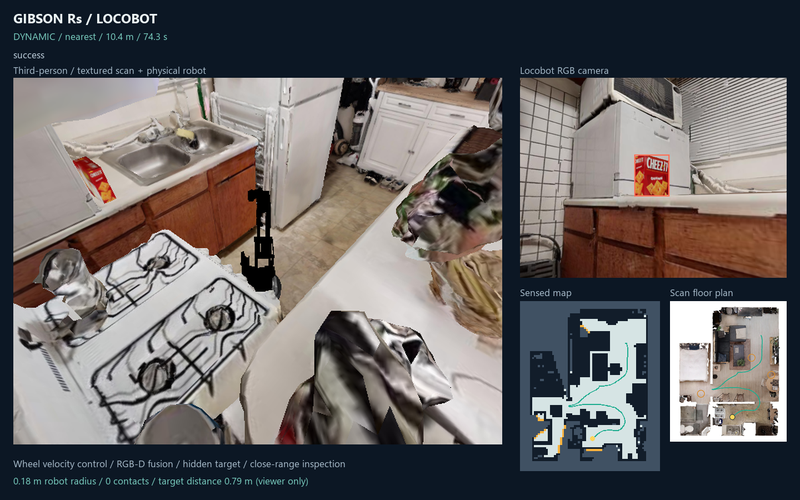 GIBSON Rs / LOCOBOT
DYNAMIC / nearest / 10.4 m / 74.3 s
success
Third-person / textured scan + physical robot
Locobot RGB camera
CHEEZ-IT
Sensed map
Scan floor plan
Wheel velocity control / RGB-D fusion / hidden target / close-range inspection
0.18 m robot radius / 0 contacts / target distance 0.79 m (viewer only)